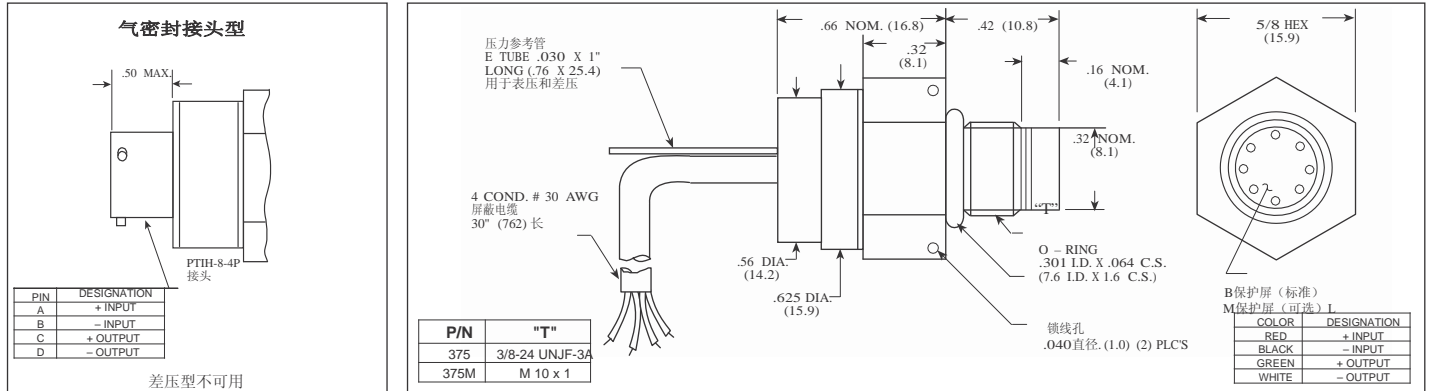 气密封接头型
.50 MAX.
PTIH-8-4P
接头
PIN DESIGNATION
A + INPUT
B – INPUT
C + OUTPUT
D – OUTPUT
差压型不可用
压力参考管
E TUBE .030 X 1"
LONG (.76 X 25.4)
用于表压和差压
4 COND. # 30 AWG
屏蔽电缆
30" (762) 长
P/N "T"
375 3/8-24 UNJF-3A
375M M 10 x 1
.66 NOM. (16.8)
.42 (10.8)
.32
(8.1)
.16 NOM.
(4.1)
.32 NOM.
(8.1)
"T"
.56 DIA.
(14.2)
.625 DIA.
(15.9)
O – RING
.301 I.D. X .064 C.S.
(7.6 I.D. X 1.6 C.S.)
锁线孔
.040直径. (1.0) (2) PLC'S
5/8 HEX
(15.9)
B保护屏（标准）
M保护屏（可选）L
COLOR DESIGNATION
RED + INPUT
BLACK – INPUT
GREEN + OUTPUT
WHITE – OUTPUT